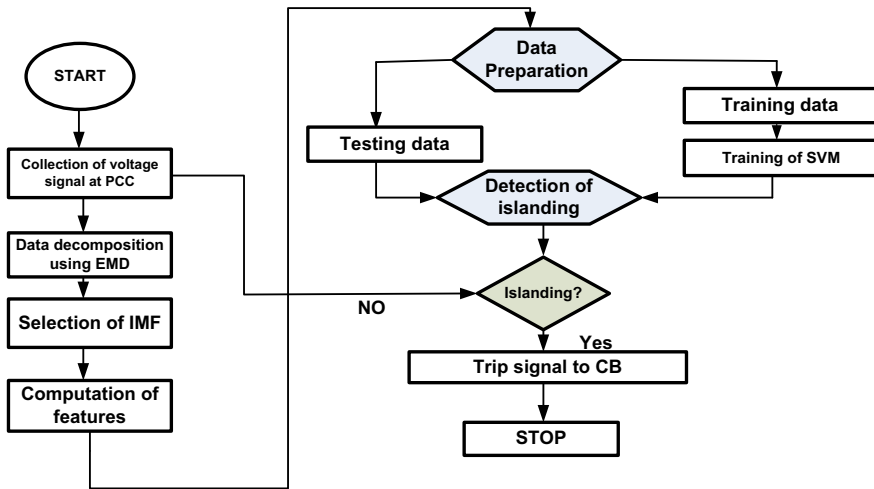 START
Collection of voltage
signal at PCC
Data decomposition
using EMD
Selection of IMF
Computation of
features
Data
Preparation
Testing data
Training data
Training of SVM
Detection of
islanding
Islanding?
NO
Yes
Trip signal to CB
STOP